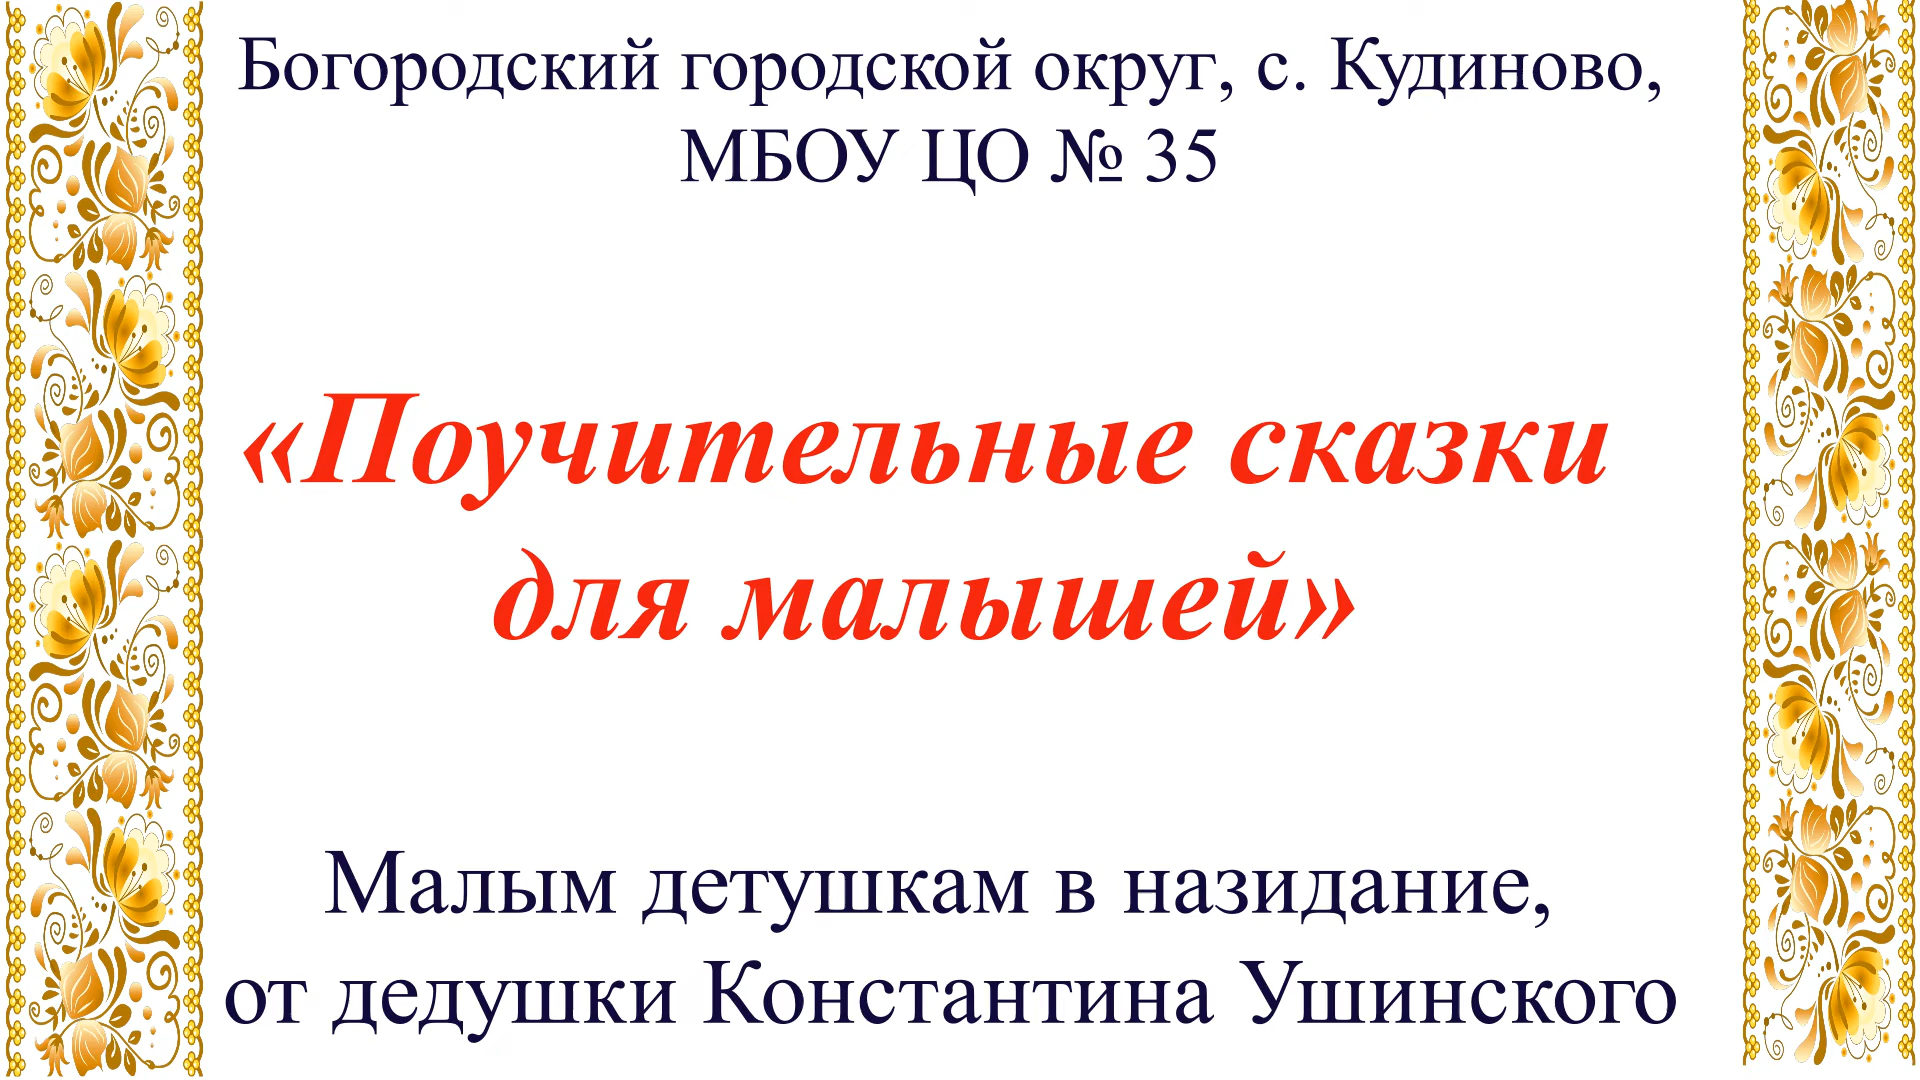 Богородский городской округ, с. Кудиново,
МБОУ ЦО № 35
«Поучительные сказки
для малышей»
Малым детушкам в назидание,
от дедушки Константина Ушинского